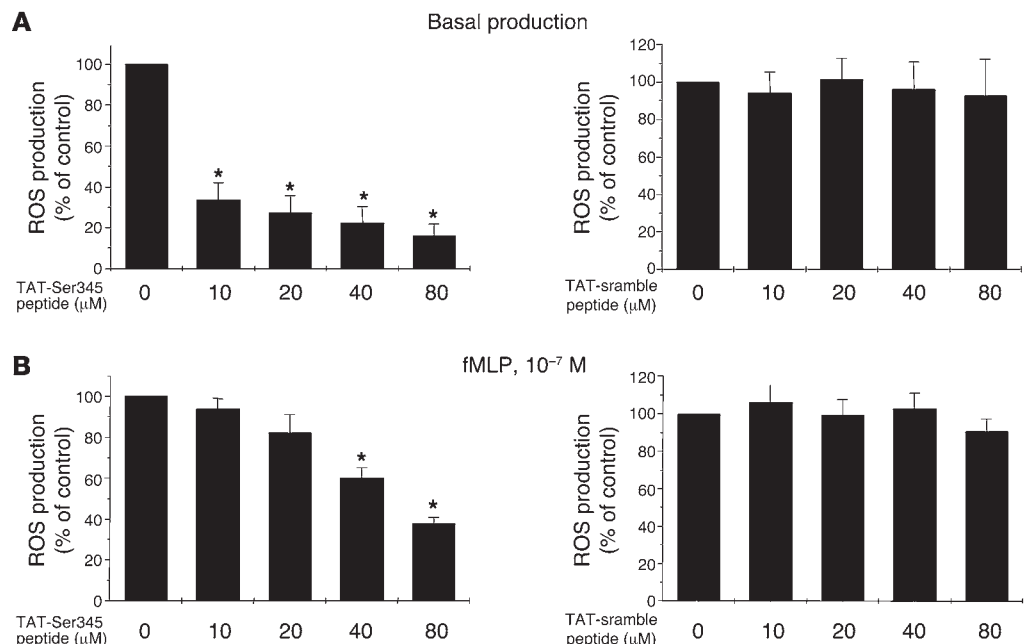 A
Basal production
ROS production
(% of control)
100
80
60
40
20
0
*
*
*
*
TAT-Ser345
peptide (μM)
0 10 20 40 80
ROS production
(% of control)
120
100
80
60
40
20
0
TAT-sramble
peptide (μM)
0 10 20 40 80
B
fMLP, 10⁻⁷ M
ROS production
(% of control)
100
80
60
40
20
0
*
*
TAT-Ser345
peptide (μM)
0 10 20 40 80
ROS production
(% of control)
120
100
80
60
40
20
0
TAT-sramble
peptide (μM)
0 10 20 40 80